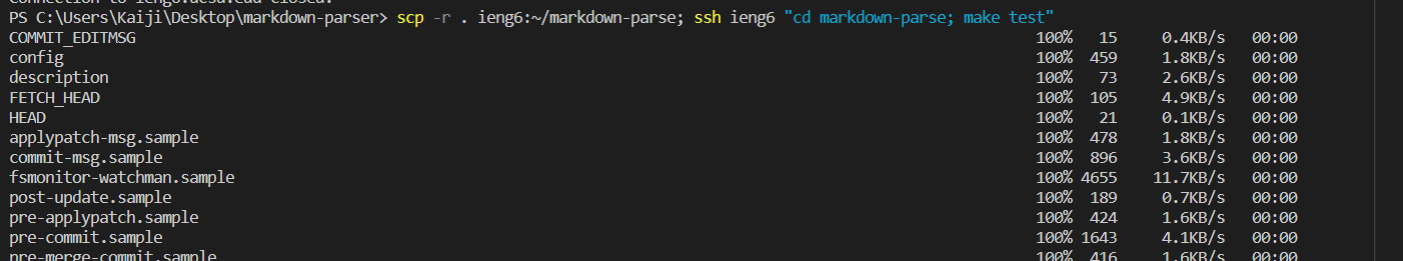 Connection to ieng6.ucsd.edu closed.
PS C:\Users\Kaiji\Desktop\markdown-parser> scp -r . ieng6:~/markdown-parse; ssh ieng6 "cd markdown-parse; make test"
COMMIT_EDITMSG 100% 15 0.4KB/s 00:00
config 100% 459 1.8KB/s 00:00
description 100% 73 2.6KB/s 00:00
FETCH_HEAD 100% 105 4.9KB/s 00:00
HEAD 100% 21 0.1KB/s 00:00
applypatch-msg.sample 100% 478 1.8KB/s 00:00
commit-msg.sample 100% 896 3.6KB/s 00:00
fsmonitor-watchman.sample 100% 4655 11.7KB/s 00:00
post-update.sample 100% 189 0.7KB/s 00:00
pre-applypatch.sample 100% 424 1.6KB/s 00:00
pre-commit.sample 100% 1643 4.1KB/s 00:00
pre-merge-commit.sample 100% 416 1.6KB/s 00:00